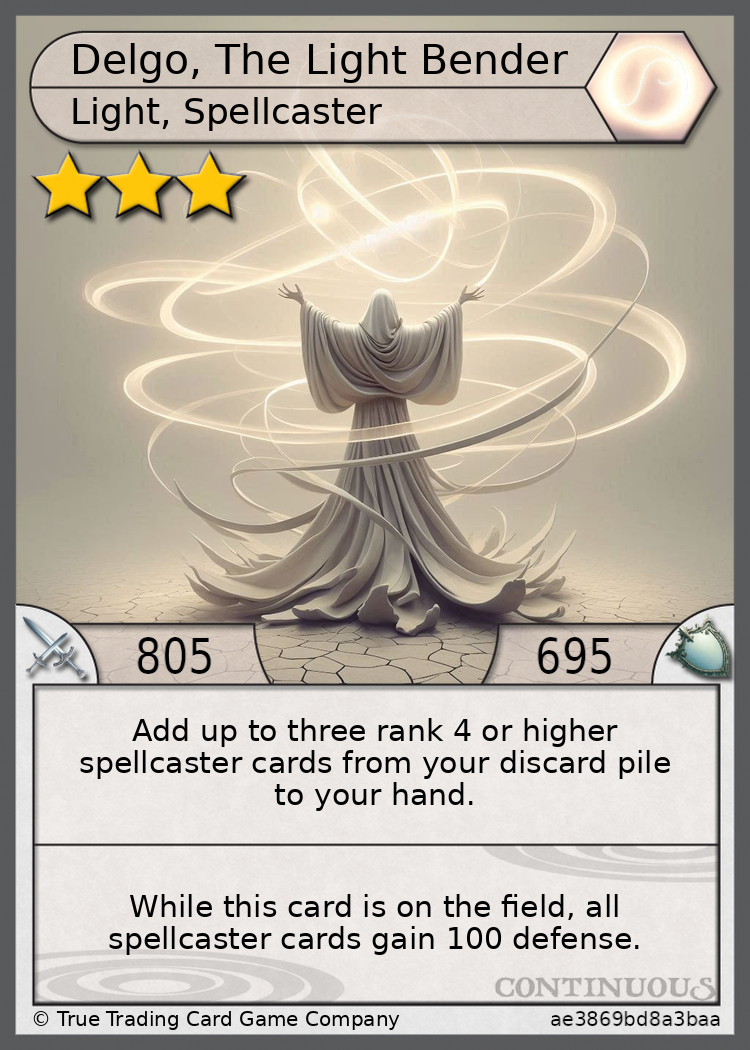 Delgo, The Light Bender
Light, Spellcaster
805
695
Add up to three rank 4 or higher
spellcaster cards from your discard pile
to your hand.
While this card is on the field, all
spellcaster cards gain 100 defense.
CONTINUOUS
© True Trading Card Game Company
ae3869bd8a3baa